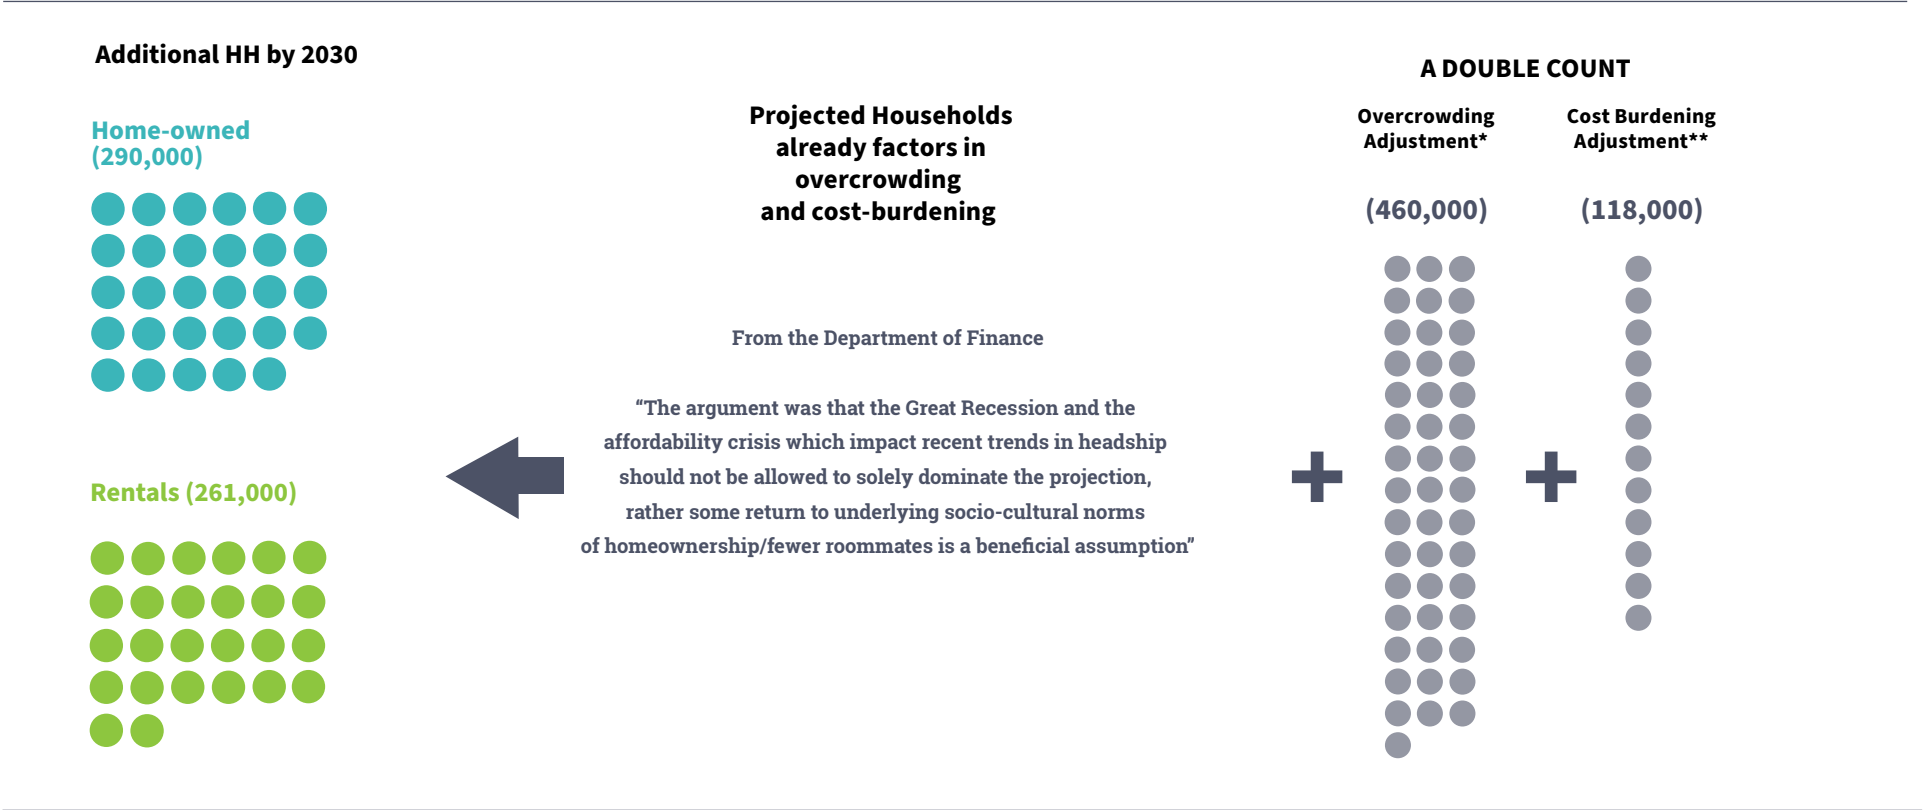 Additional HH by 2030
Home-owned
(290,000)
Rentals (261,000)
Projected Households
already factors in
overcrowding
and cost-burdening
From the Department of Finance
“The argument was that the Great Recession and the
affordability crisis which impact recent trends in headship
should not be allowed to solely dominate the projection,
rather some return to underlying socio-cultural norms
of homeownership/fewer roommates is a beneficial assumption”
A DOUBLE COUNT
Overcrowding
Adjustment*
(460,000)
Cost Burdening
Adjustment**
(118,000)